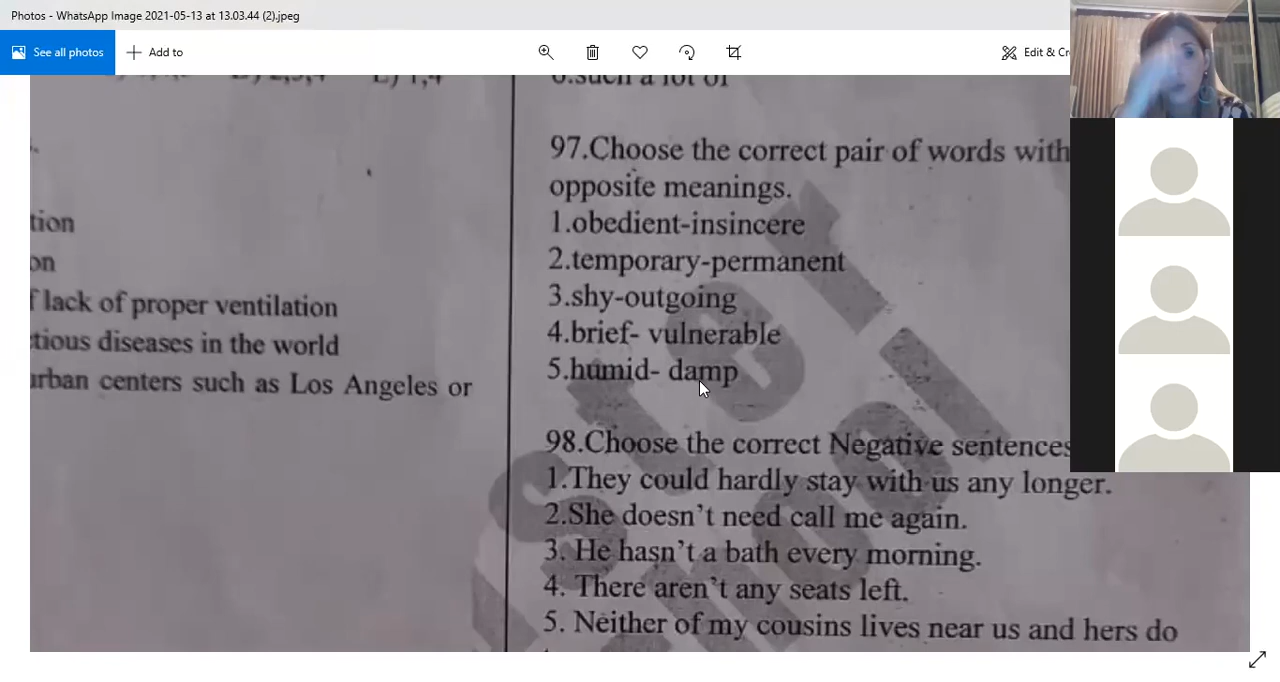 Photos - WhatsApp Image 2021-05-13 at 13.03.44 (2).jpeg
See all photos
Add to
Edit & Cr
6.such a lot of
97.Choose the correct pair of words with
opposite meanings.
1.obedient-insincere
2.temporary-permanent
3.shy-outgoing
4.brief- vulnerable
5.humid- damp
98.Choose the correct Negative sentences
1.They could hardly stay with us any longer.
2.She doesn't need call me again.
3. He hasn't a bath every morning.
4. There aren't any seats left.
5. Neither of my cousins lives near us and hers do
tion
on
f lack of proper ventilation
tious diseases in the world
urban centers such as Los Angeles or